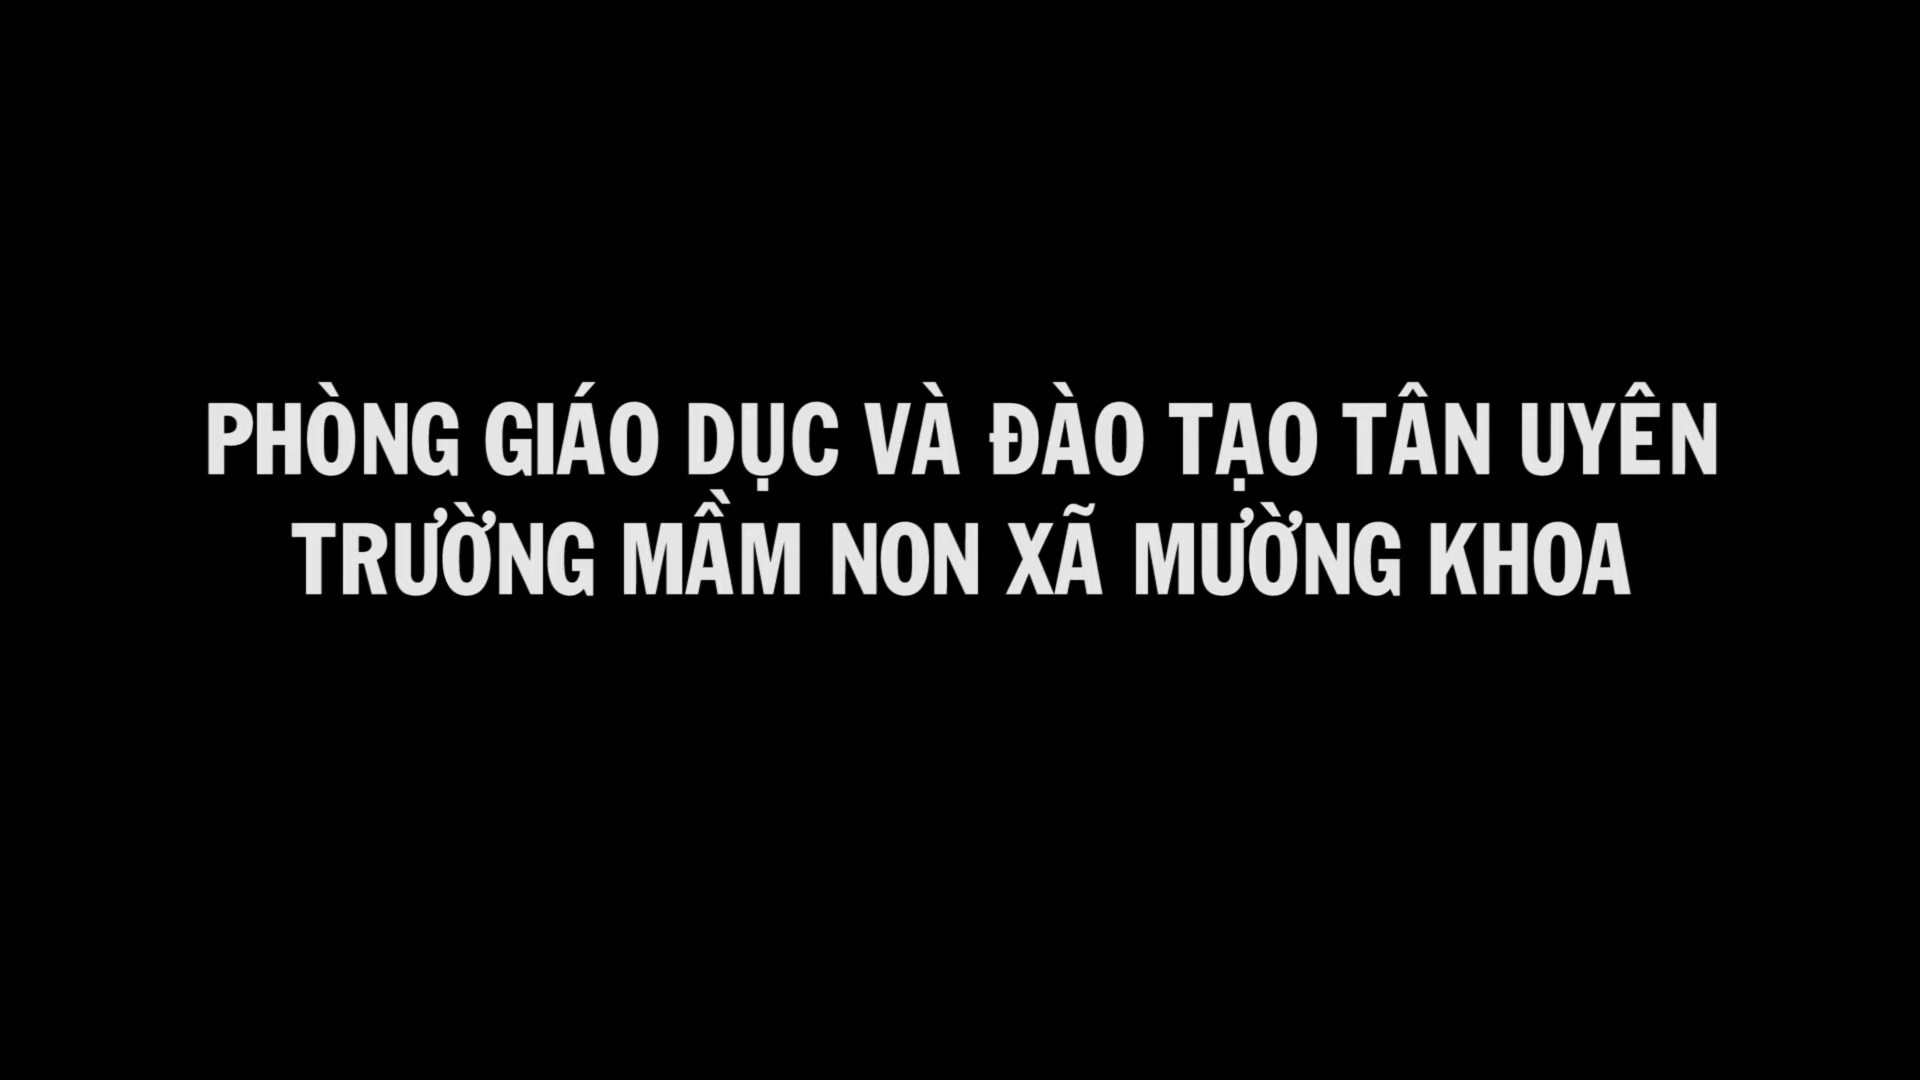 PHÒNG GIÁO DỤC VÀ ĐÀO TẠO TÂN UYÊN
TRƯỜNG MẦM NON XÃ MƯỜNG KHOA